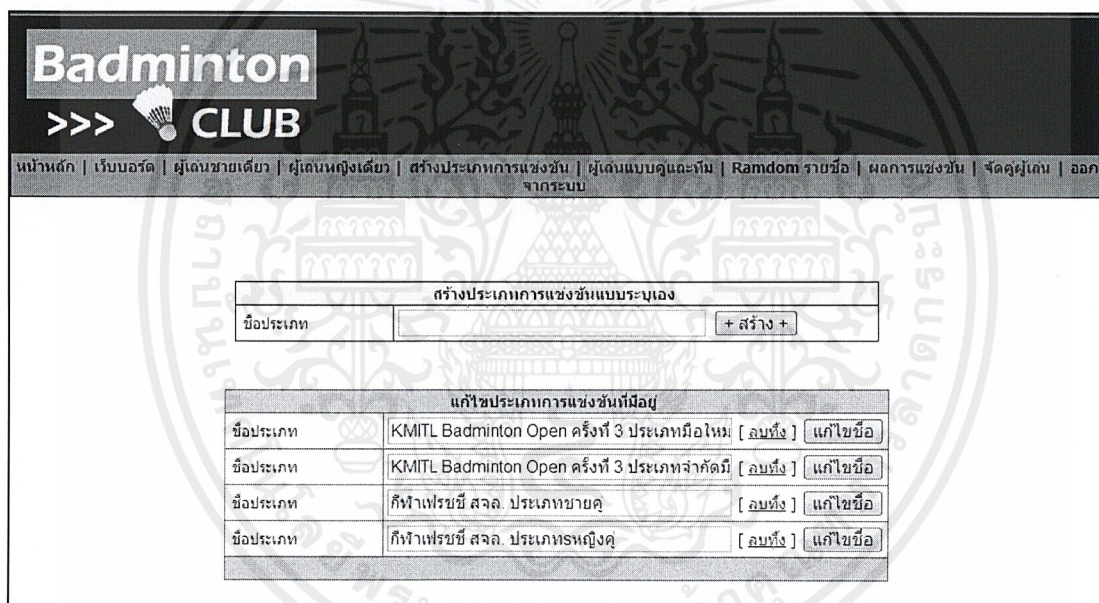 Badminton
>>> CLUB
หน้าหลัก | เว็บบอร์ด | ผู้เล่นชายเดี่ยว | ผู้เล่นหญิงเดี่ยว | สร้างประเภทการแข่งขัน | ผู้เล่นแบบคู่และทีม | Ramdom รายชื่อ | ผลการแข่งขัน | จัดคู่ผู้เล่น | ออก
จากระบบ
สร้างประเภทการแข่งขันแบบระบุเอง
ชื่อประเภท + สร้าง +
แก้ไขประเภทการแข่งขันที่มีอยู่
ชื่อประเภท KMITL Badminton Open ครั้งที่ 3 ประเภทมือใหม [ ลบทิ้ง ] แก้ไขชื่อ
ชื่อประเภท KMITL Badminton Open ครั้งที่ 3 ประเภทจำกัดมื [ ลบทิ้ง ] แก้ไขชื่อ
ชื่อประเภท กีฬาเฟรชชี่ สจล. ประเภทชายคู่ [ ลบทิ้ง ] แก้ไขชื่อ
ชื่อประเภท กีฬาเฟรชชี่ สจล. ประเภทรหญิงคู่ [ ลบทิ้ง ] แก้ไขชื่อ